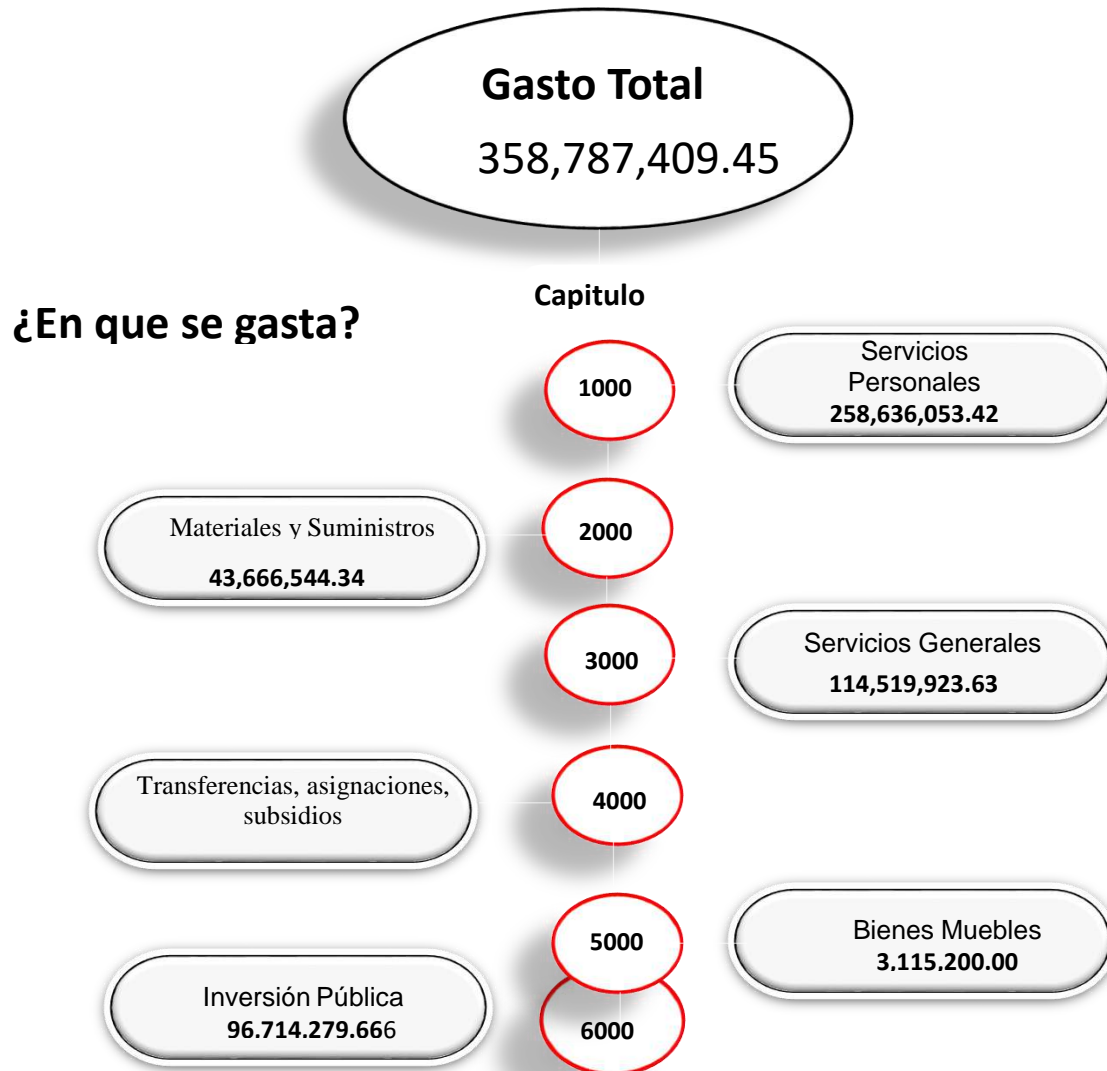 Gasto Total
358,787,409.45
Capitulo
¿En que se gasta?
1000
Servicios
Personales
258,636,053.42
Materiales y Suministros
43,666,544.34
2000
3000
Servicios Generales
114,519,923.63
Transferencias, asignaciones,
subsidios
4000
5000
Bienes Muebles
3,115,200.00
Inversión Pública
96,714,279.666
6000